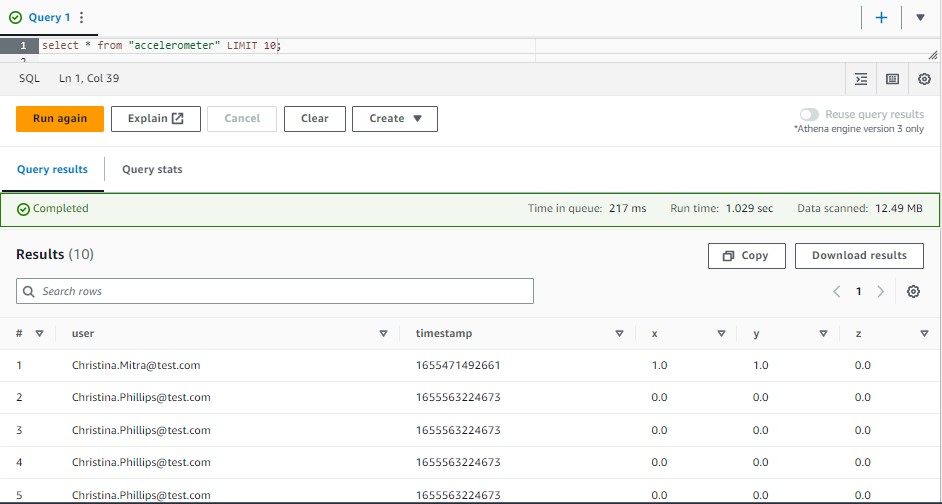 Query 1
1 select * from "accelerometer" LIMIT 10;
2
SQL Ln 1, Col 39
Run again Explain Cancel Clear Create
Reuse query results
*Athena engine version 3 only
Query results Query stats
Completed Time in queue: 217 ms Run time: 1.029 sec Data scanned: 12.49 MB
Results (10) Copy Download results
Search rows 1
# user timestamp x y z
1 Christina.Mitra@test.com 1655471492661 1.0 1.0 0.0
2 Christina.Phillips@test.com 1655563224673 0.0 0.0 0.0
3 Christina.Phillips@test.com 1655563224673 0.0 0.0 0.0
4 Christina.Phillips@test.com 1655563224673 0.0 0.0 0.0
5 Christina.Phillips@test.com 1655563224673 0.0 0.0 0.0